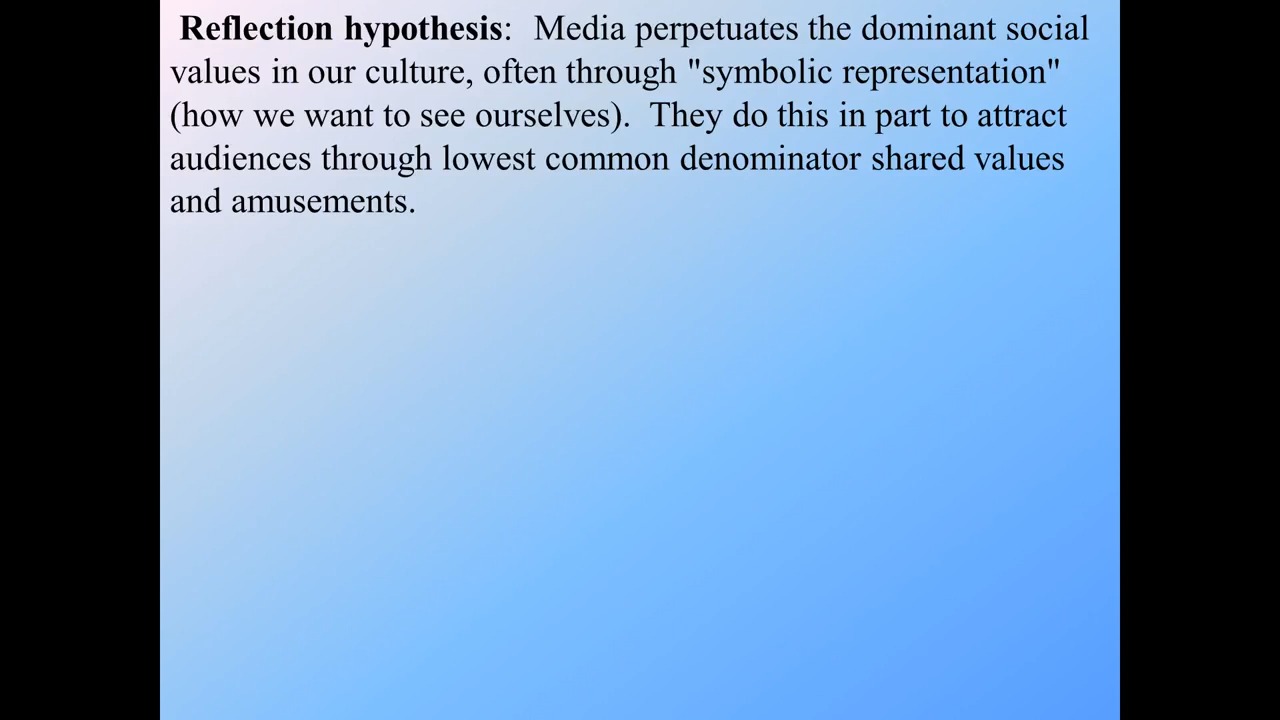 Reflection hypothesis:  Media perpetuates the dominant social
values in our culture, often through "symbolic representation"
(how we want to see ourselves).  They do this in part to attract
audiences through lowest common denominator shared values
and amusements.